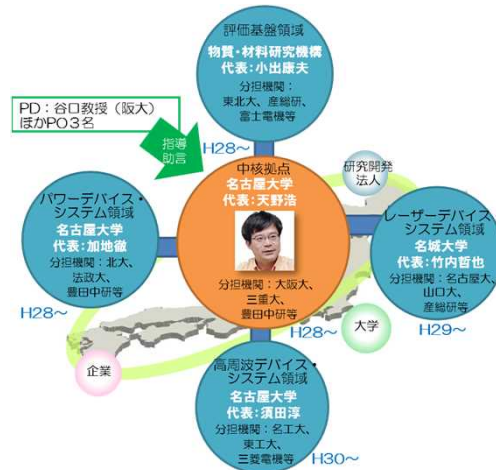 評価基盤領域
物質・材料研究機構
代表：小出康夫
分担機関：
東北大、産総研、
富士電機等
PD：谷口教授（阪大）
ほかPO３名
指導
助言
H28～
中核拠点
名古屋大学
代表：天野浩
分担機関：大阪大、
三重大、
豊田中研等
H28～
研究開発
法人
パワーデバイス・
システム領域
名古屋大学
代表：加地徹
分担機関：北大、
法政大、
豊田中研等
H28～
レーザーデバイス
システム領域
名城大学
代表：竹内哲也
分担機関：名古屋大、
山口大、
産総研等
H29～
大学
企業
高周波デバイス・
システム領域
名古屋大学
代表：須田淳
分担機関：名工大、
東工大、
三菱電機等
H30～